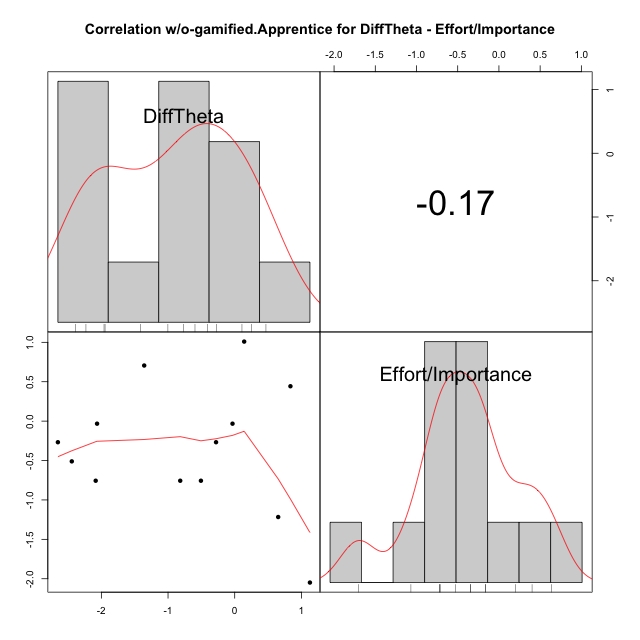 Correlation w/o-gamified.Apprentice for DiffTheta - Effort/Importance
-2.0 -1.5 -1.0 -0.5 0.0 0.5 1.0
DiffTheta
-0.17
1
0
-1
-2
1.0
0.5
0.0
-0.5
-1.0
-1.5
-2.0
Effort/Importance
-2 -1 0 1